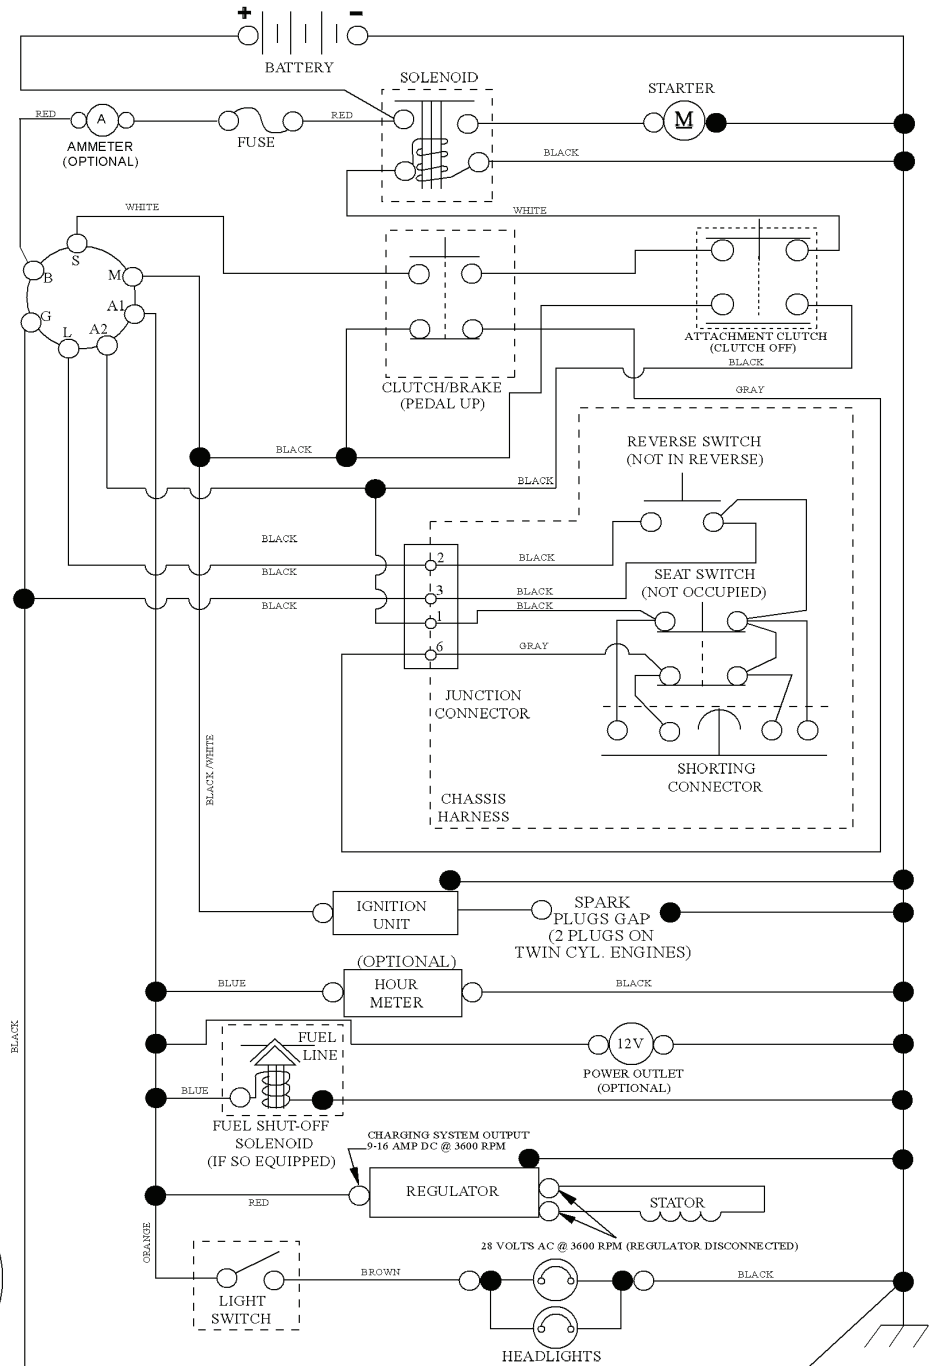 + -
BATTERY
SOLENOID
STARTER
RED
A
AMMETER
(OPTIONAL)
FUSE
RED
M
BLACK
WHITE
WHITE
S
B
M
A1
G
L
A2
ATTACHMENT CLUTCH
(CLUTCH OFF)
BLACK
CLUTCH/BRAKE
(PEDAL UP)
GRAY
BLACK
REVERSE SWITCH
(NOT IN REVERSE)
BLACK
BLACK
2
BLACK
BLACK
SEAT SWITCH
(NOT OCCUPIED)
3
BLACK
BLACK
BLACK
1
6
GRAY
JUNCTION
CONNECTOR
BLACK /WHITE
SHORTING
CONNECTOR
CHASSIS
HARNESS
IGNITION
UNIT
SPARK
PLUGS GAP
(2 PLUGS ON
TWIN CYL. ENGINES)
(OPTIONAL)
BLUE
HOUR
METER
BLACK
BLACK
FUEL
LINE
12V
POWER OUTLET
(OPTIONAL)
BLUE
FUEL SHUT-OFF
SOLENOID
(IF SO EQUIPPED)
CHARGING SYSTEM OUTPUT
9-16 AMP DC @ 3600 RPM
REGULATOR
STATOR
RED
ORANGE
28 VOLTS AC @ 3600 RPM (REGULATOR DISCONNECTED)
BROWN
BLACK
LIGHT
SWITCH
HEADLIGHTS